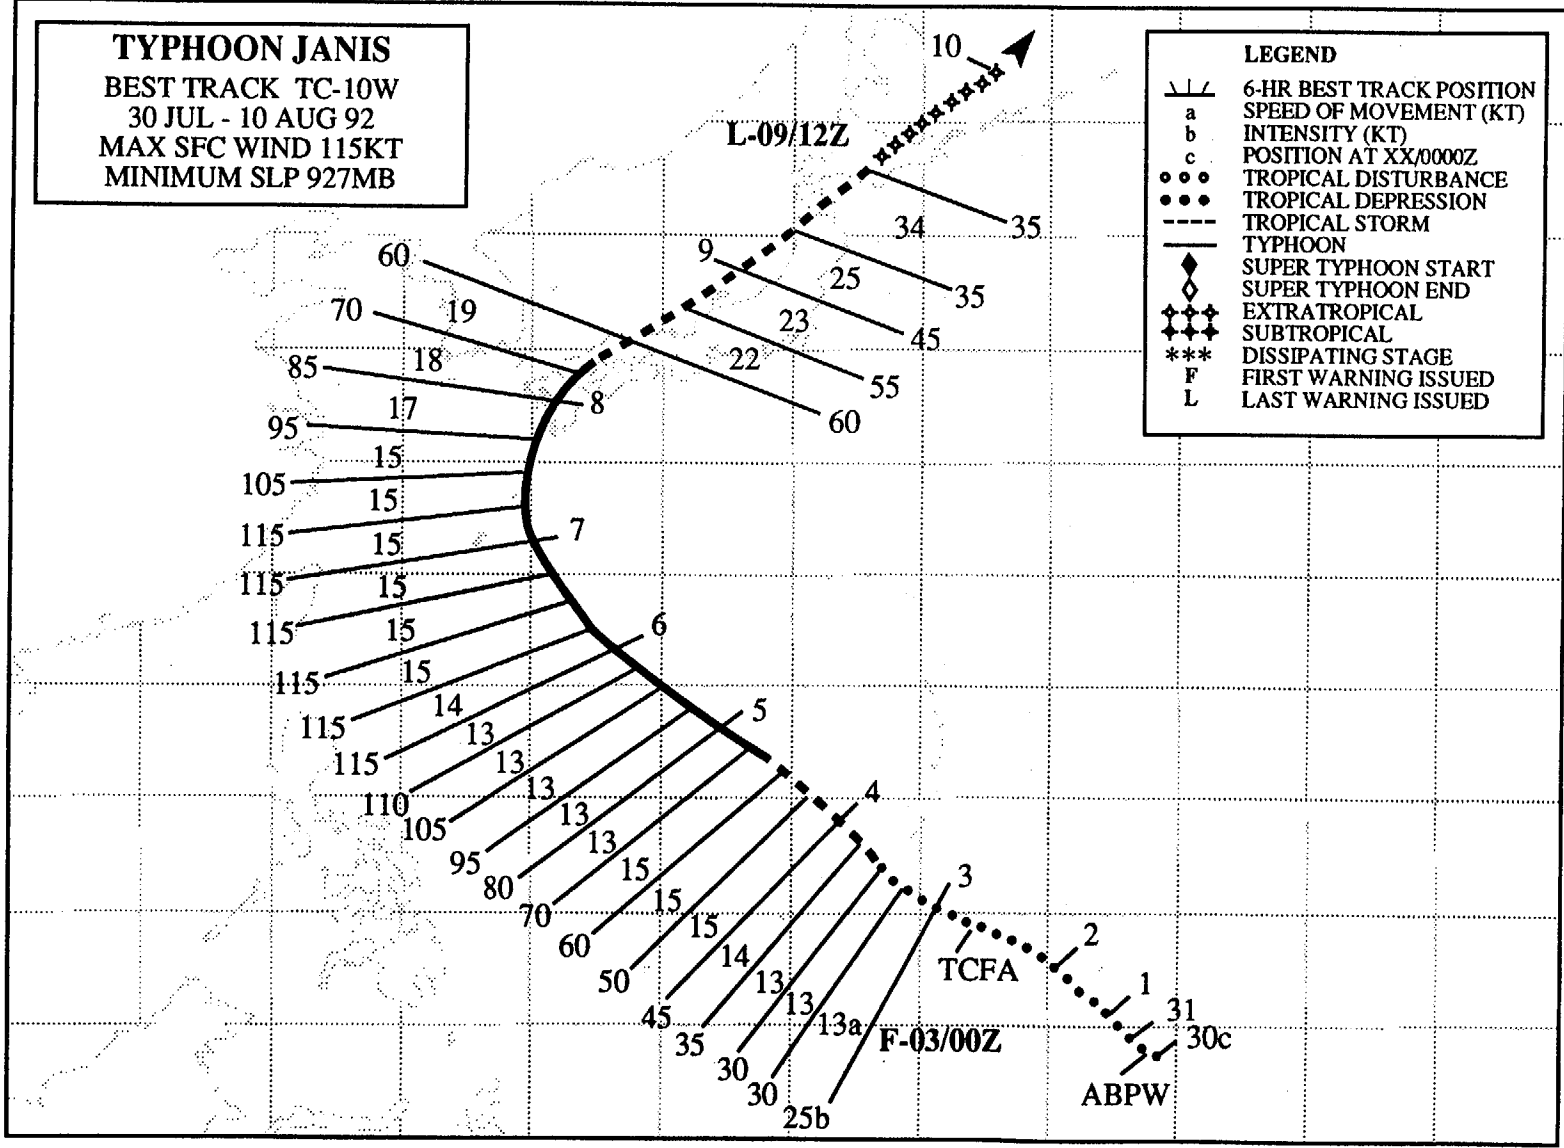 TYPHOON JANIS
BEST TRACK TC-10W
30 JUL - 10 AUG 92
MAX SFC WIND 115KT
MINIMUM SLP 927MB
LEGEND
6-HR BEST TRACK POSITION
a SPEED OF MOVEMENT (KT)
b INTENSITY (KT)
c POSITION AT XX/0000Z
TROPICAL DISTURBANCE
TROPICAL DEPRESSION
TROPICAL STORM
TYPHOON
SUPER TYPHOON START
SUPER TYPHOON END
EXTRATROPICAL
SUBTROPICAL
*** DISSIPATING STAGE
F FIRST WARNING ISSUED
L LAST WARNING ISSUED
10
L-09/12Z
35
34
35
25
9
45
23
55
22
60
60
19
70
18
85
8
17
95
15
105
15
115
7
15
115
15
115
15
115
6
15
115
14
115
13
110
5
13
105
13
95
13
80
13
70
4
15
60
15
50
15
45
3
14
35
13
30
13
30
13a
25b
F-03/00Z
TCFA
2
1
31
30c
ABPW